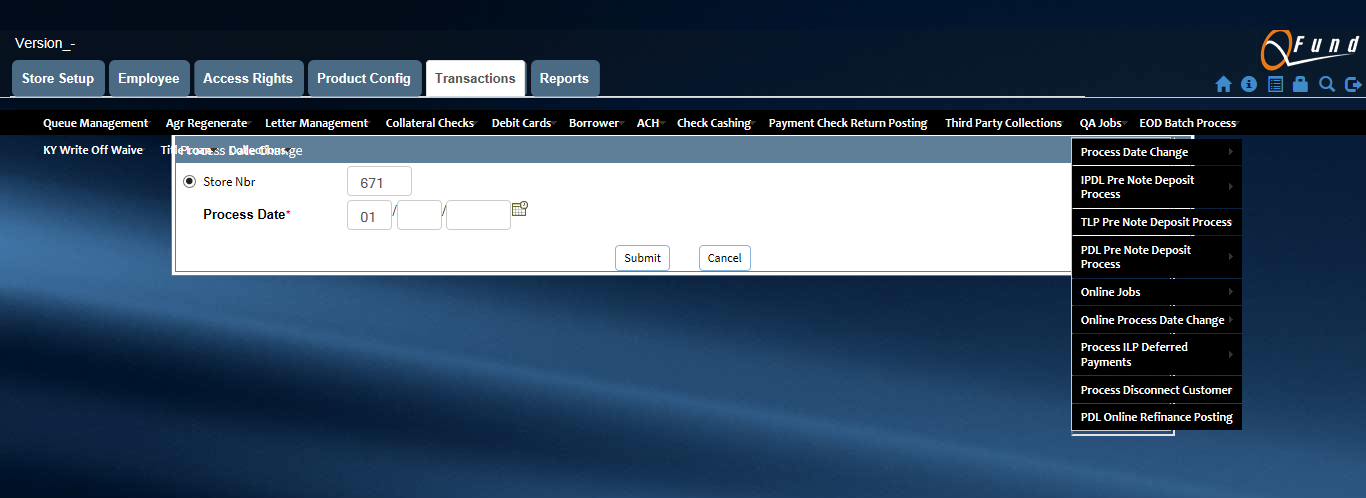 Version_-
QFund
Store Setup Employee Access Rights Product Config Transactions Reports
Queue Management Agr Regenerate Letter Management Collateral Checks Debit Cards Borrower ACH Check Cashing Payment Check Return Posting Third Party Collections QA Jobs EOD Batch Process
KY Write Off Waive Title Loan Collections
Process Date Change
Store Nbr 671
Process Date* 01 / /
Submit Cancel
Process Date Change
IPDL Pre Note Deposit
Process
TLP Pre Note Deposit Process
PDL Pre Note Deposit
Process
Online Jobs
Online Process Date Change
Process ILP Deferred
Payments
Process Disconnect Customer
PDL Online Refinance Posting